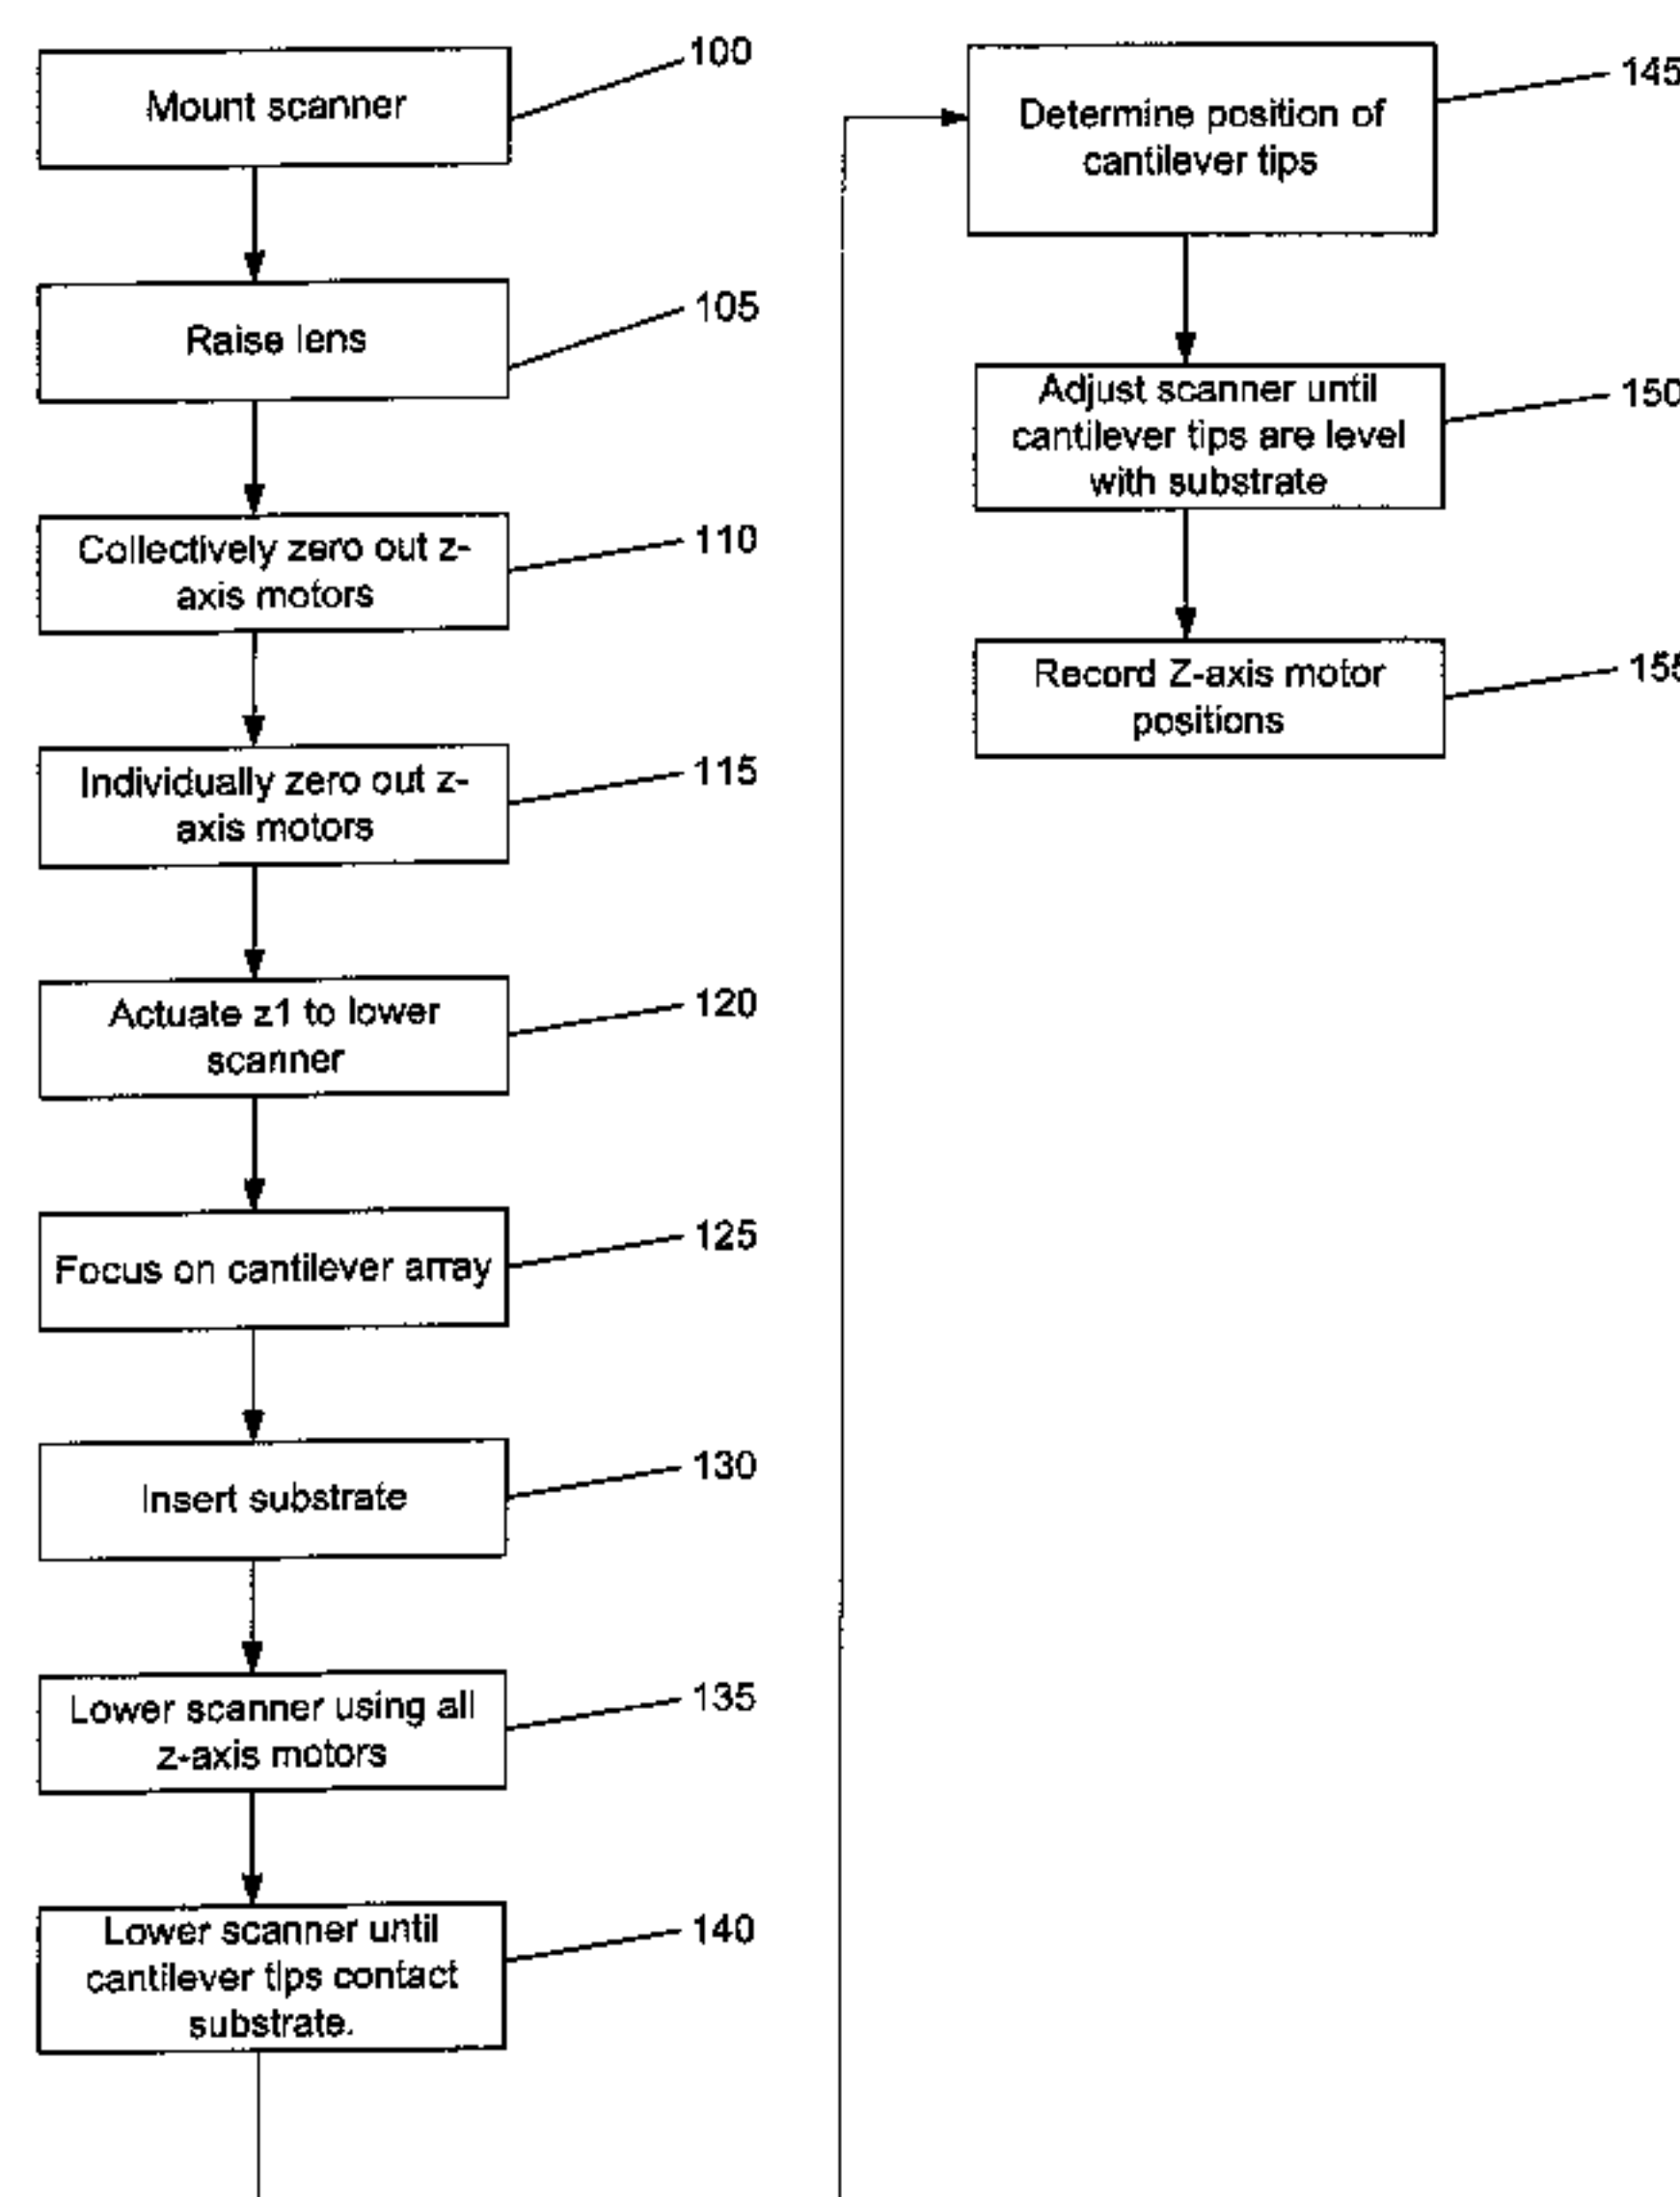 Mount scanner
100
Raise lens
105
Collectively zero out z-
axis motors
110
Individually zero out z-
axis motors
115
Actuate z1 to lower
scanner
120
Focus on cantilever array
125
Insert substrate
130
Lower scanner using all
z-axis motors
135
Lower scanner until
cantilever tips contact
substrate.
140
Determine position of
cantilever tips
145
Adjust scanner until
cantilever tips are level
with substrate
150
Record Z-axis motor
positions
155